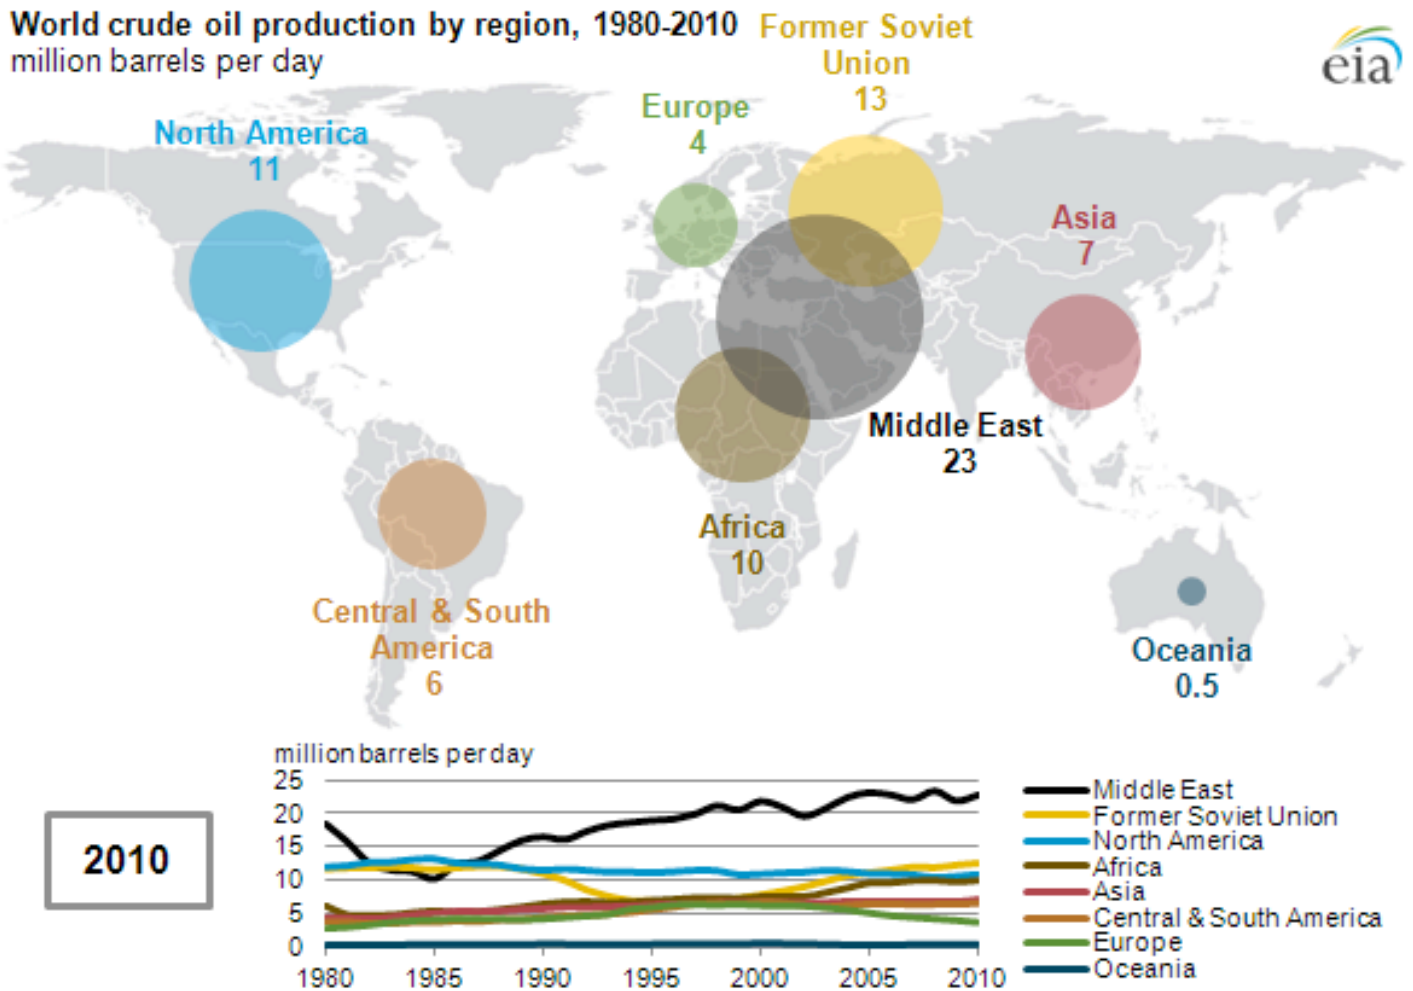 World crude oil production by region, 1980-2010
million barrels per day
eia
Former Soviet
Union
13
Europe
4
North America
11
Asia
7
Middle East
23
Africa
10
Central & South
America
6
Oceania
0.5
million barrels per day
25
20
15
10
5
0
1980
1985
1990
1995
2000
2005
2010
2010
Middle East
Former Soviet Union
North America
Africa
Asia
Central & South America
Europe
Oceania